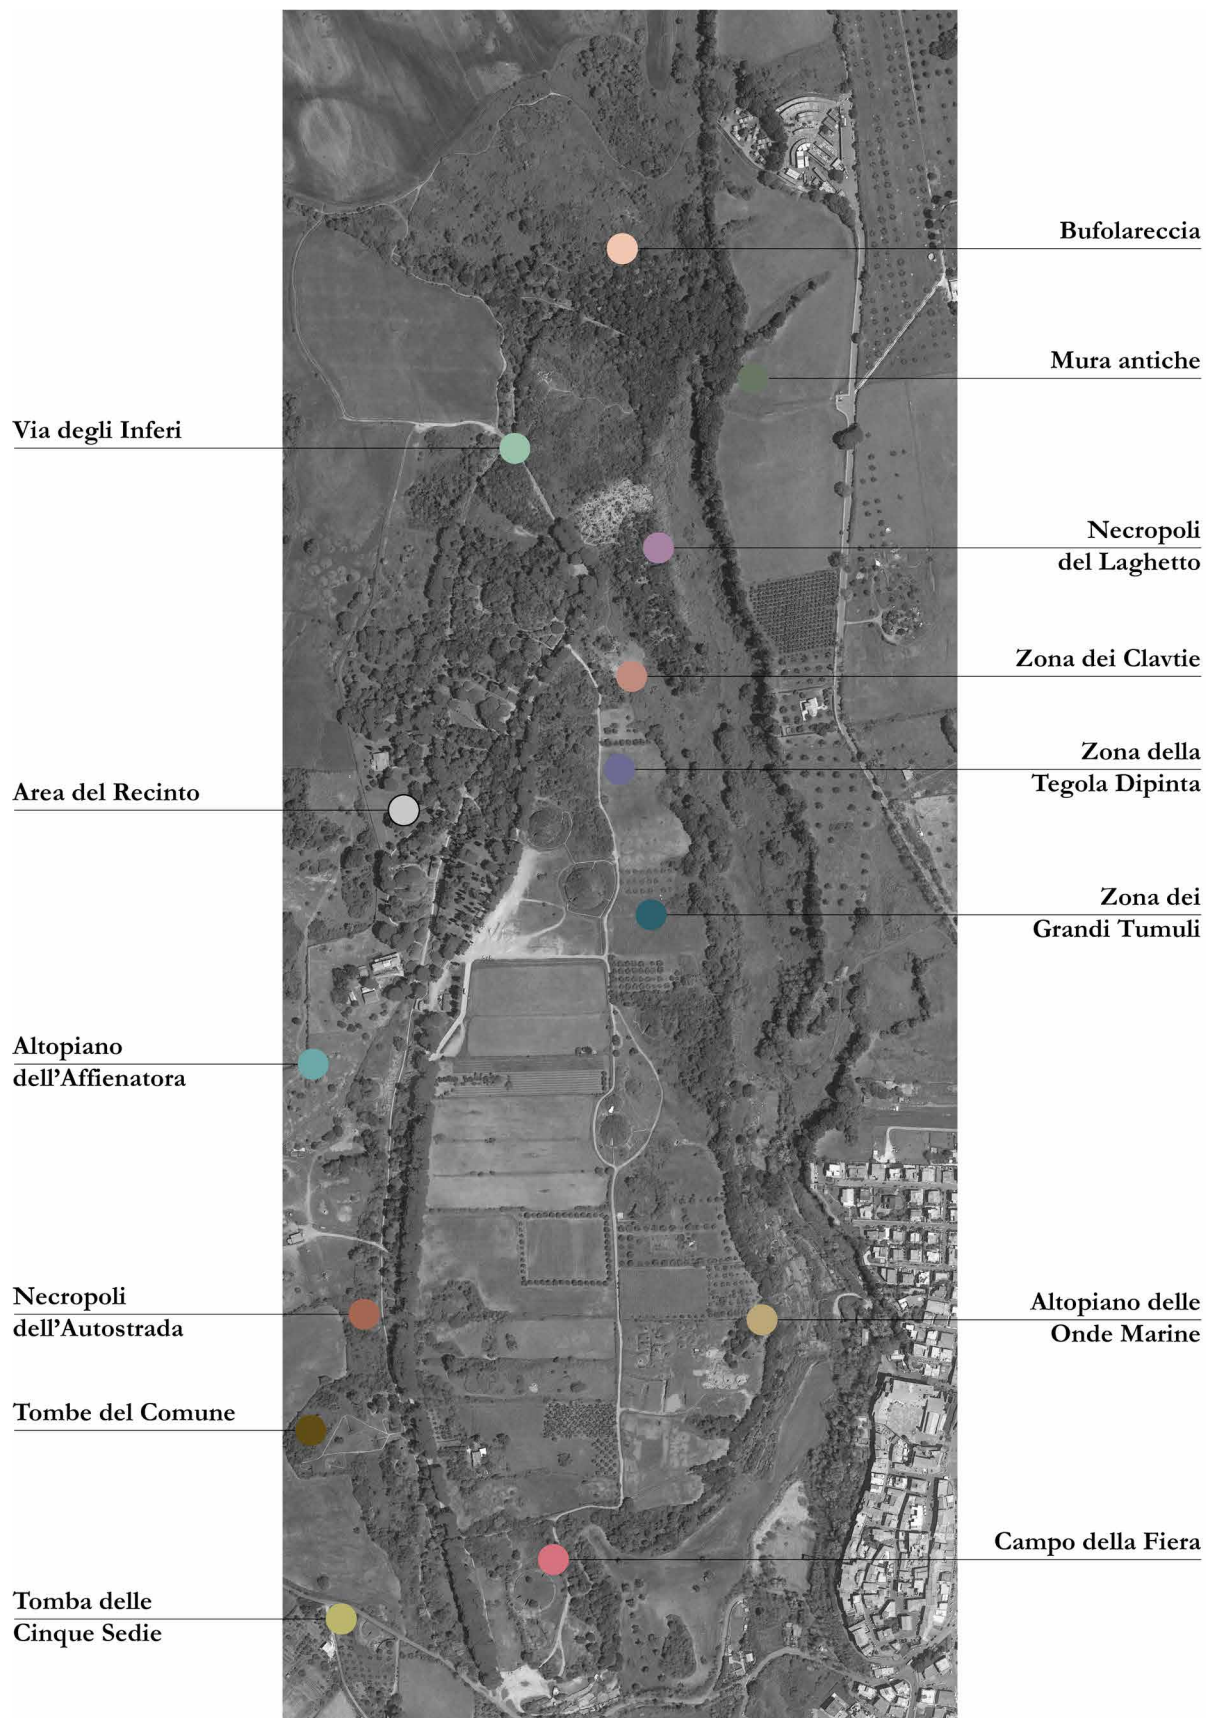 Bufolareccia
Mura antiche
Via degli Inferi
Necropoli
del Laghetto
Zona dei Clavtie
Zona della
Tegola Dipinta
Area del Recinto
Zona dei
Grandi Tumuli
Altopiano
dell’Affienatora
Necropoli
dell’Autostrada
Altopiano delle
Onde Marine
Tombe del Comune
Campo della Fiera
Tomba delle
Cinque Sedie